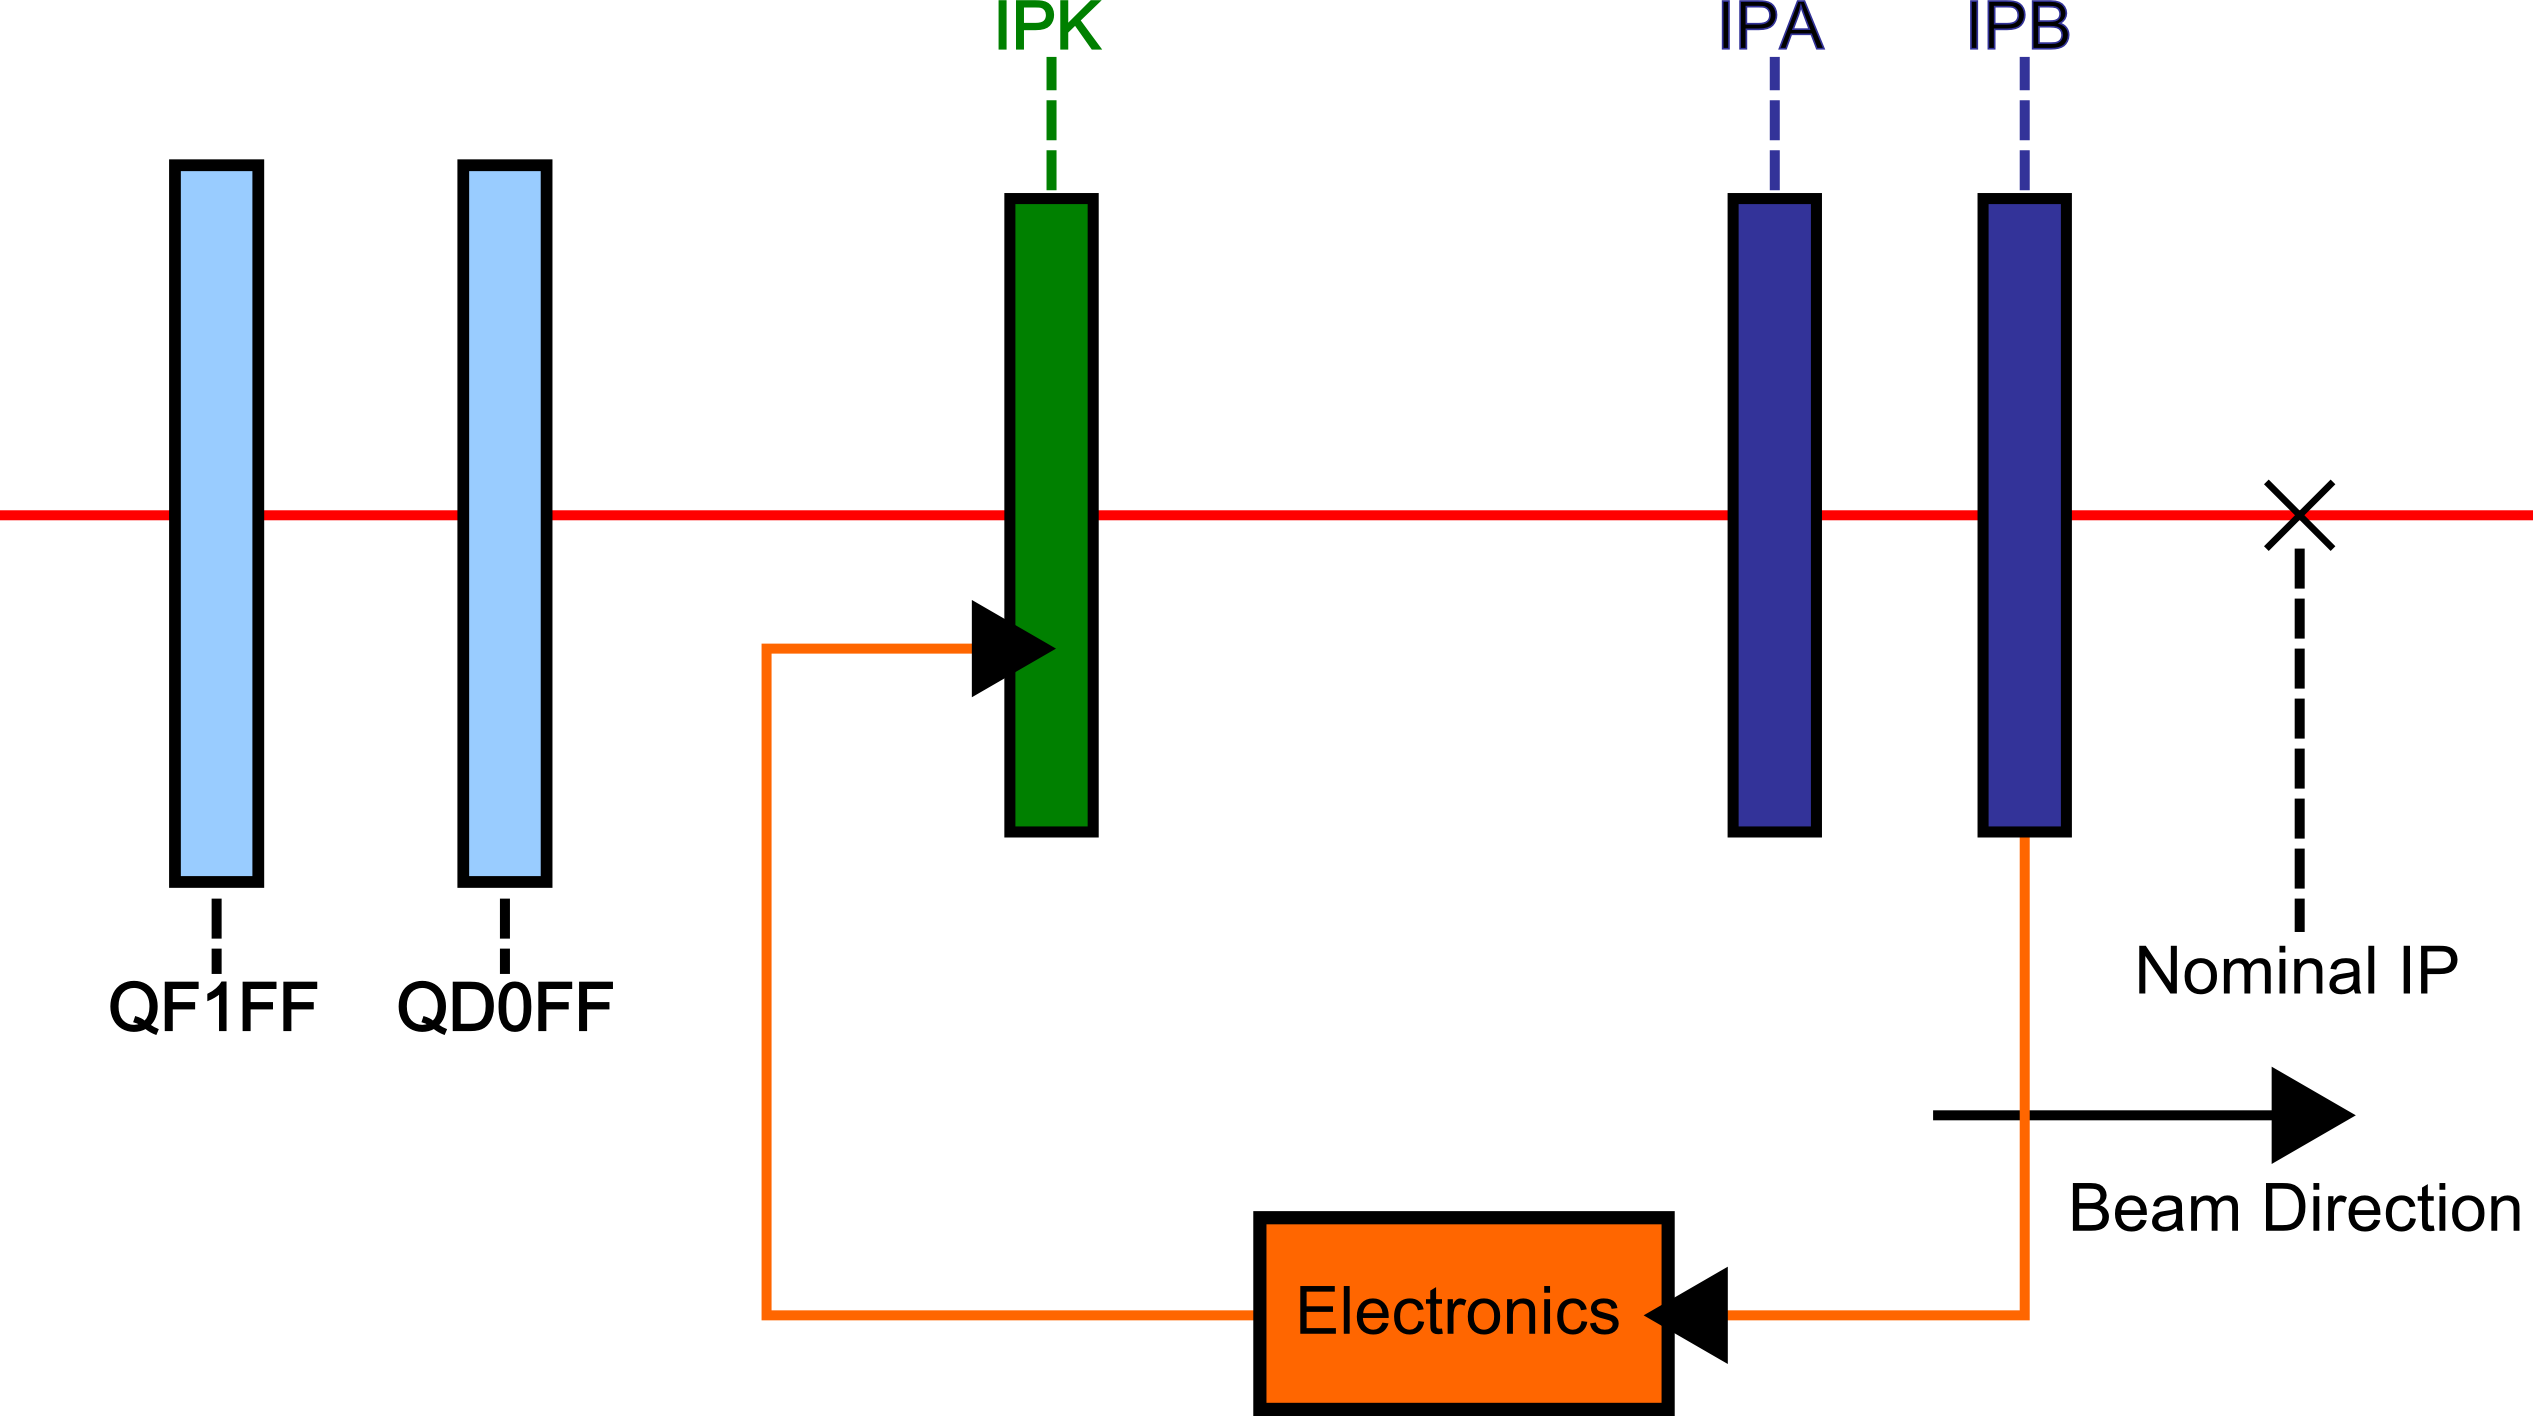 IPK
IPA
IPB
QF1FF
QD0FF
Nominal IP
Beam Direction
Electronics